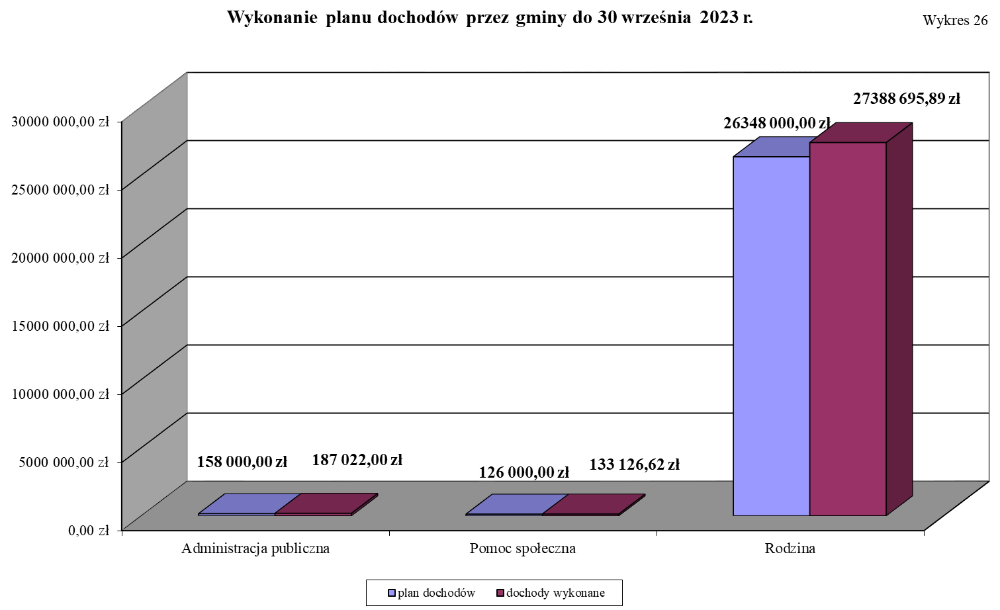 Wykonanie planu dochodów przez gminy do 30 września 2023 r.
Wykres 26
27388 695,89 zł
26348 000,00 zł
30000 000,00 zł
25000 000,00 zł
20000 000,00 zł
15000 000,00 zł
10000 000,00 zł
5000 000,00 zł
0,00 zł
158 000,00 zł
187 022,00 zł
126 000,00 zł
133 126,62 zł
Administracja publiczna
Pomoc społeczna
Rodzina
plan dochodów
dochody wykonane